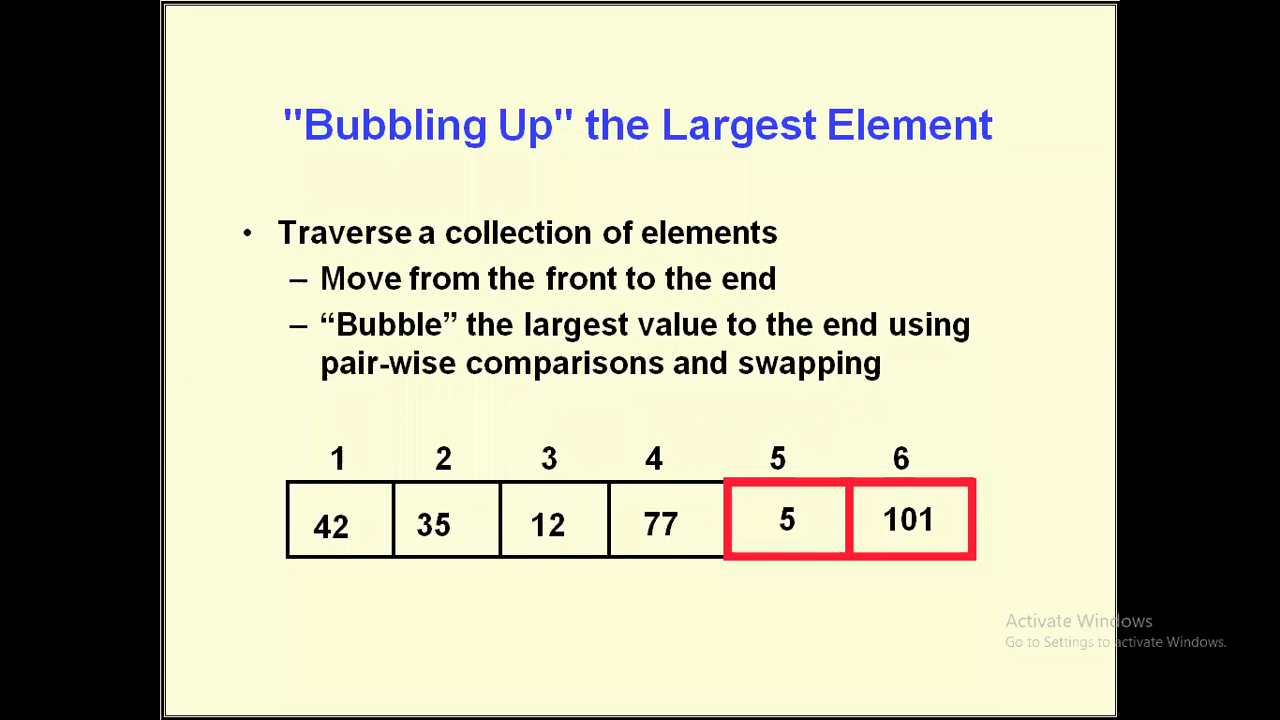 "Bubbling Up" the Largest Element
• Traverse a collection of elements
– Move from the front to the end
– “Bubble” the largest value to the end using
pair-wise comparisons and swapping
1 2 3 4 5 6
42 35 12 77 5 101
Activate Windows
Go to Settings to activate Windows.